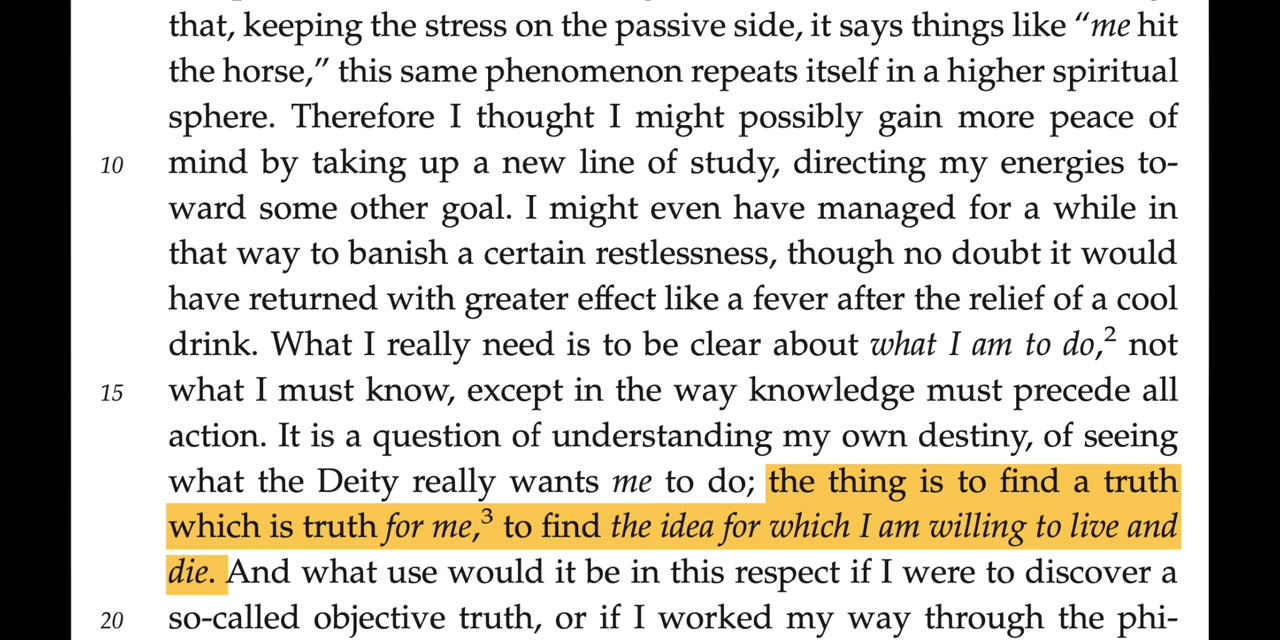 that, keeping the stress on the passive side, it says things like “me hit
the horse,” this same phenomenon repeats itself in a higher spiritual
sphere. Therefore I thought I might possibly gain more peace of
10 mind by taking up a new line of study, directing my energies to-
ward some other goal. I might even have managed for a while in
that way to banish a certain restlessness, though no doubt it would
have returned with greater effect like a fever after the relief of a cool
drink. What I really need is to be clear about what I am to do,² not
15 what I must know, except in the way knowledge must precede all
action. It is a question of understanding my own destiny, of seeing
what the Deity really wants me to do; the thing is to find a truth
which is truth for me,³ to find the idea for which I am willing to live and
die. And what use would it be in this respect if I were to discover a
20 so-called objective truth, or if I worked my way through the phi-